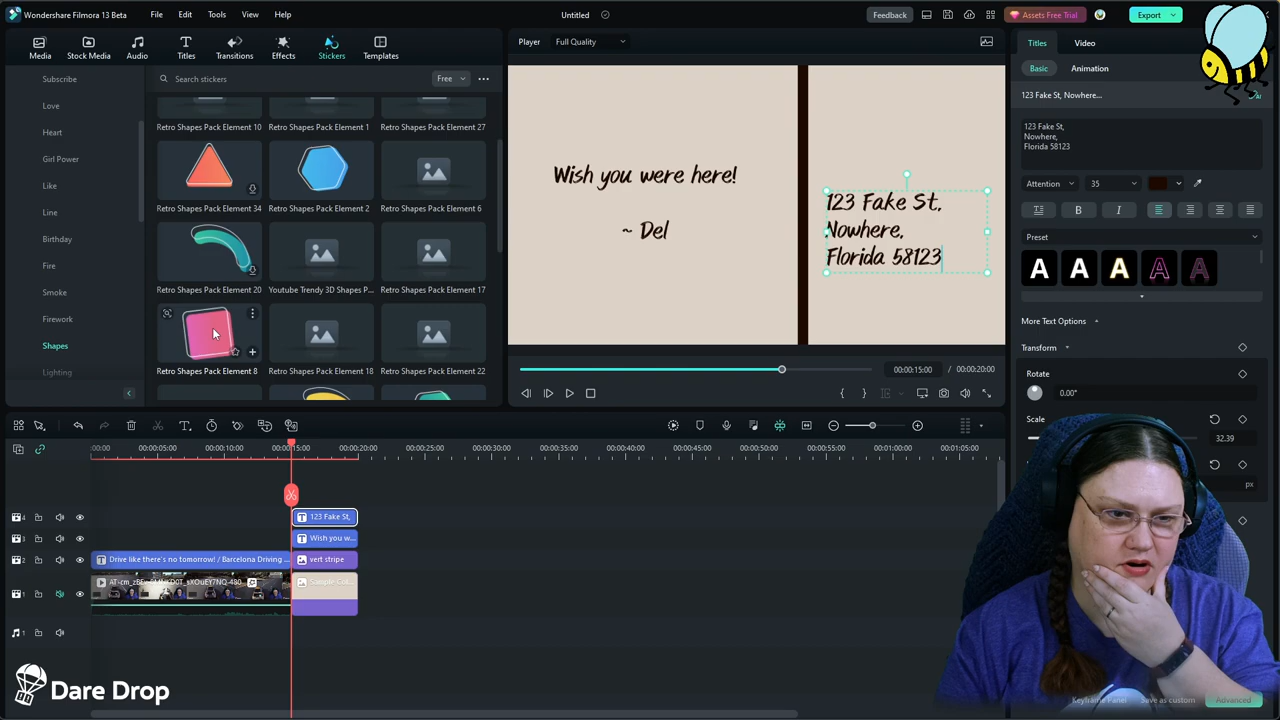 Wondershare Filmora 13 Beta
File
Edit
Tools
View
Help
Untitled
Feedback
Assets Free Trial
Export
Media
Stock Media
Audio
Titles
Transitions
Effects
Stickers
Templates
Player
Full Quality
Titles
Video
Subscribe
Love
Heart
Girl Power
Like
Line
Birthday
Fire
Smoke
Firework
Shapes
Lighting
Search stickers
Free
Retro Shapes Pack Element 10
Retro Shapes Pack Element 1
Retro Shapes Pack Element 27
Retro Shapes Pack Element 34
Retro Shapes Pack Element 2
Retro Shapes Pack Element 6
Retro Shapes Pack Element 20
Youtube Trendy 3D Shapes P...
Retro Shapes Pack Element 17
Retro Shapes Pack Element 8
Retro Shapes Pack Element 18
Retro Shapes Pack Element 22
Wish you were here!
~ Del
123 Fake St,
Nowhere,
Florida 58123
00:00:15:00 / 00:00:20:00
Basic
Animation
123 Fake St, Nowhere...
123 Fake St,
Nowhere,
Florida 58123
Attention
35
B
I
Preset
A A A A A
More Text Options
Transform
Rotate
0.00°
Scale
32.39
px
00:00:05:00
00:00:10:00
00:00:15:00
00:00:20:00
00:00:25:00
00:00:30:00
00:00:35:00
00:00:40:00
00:00:45:00
00:00:50:00
00:00:55:00
00:01:00:00
00:01:05:00
123 Fake St,
Wish you w...
Drive like there's no tomorrow! / Barcelona Driving ...
vert stripe
Sample Col...
Keyframe Panel
Save as custom
Advanced
Dare Drop